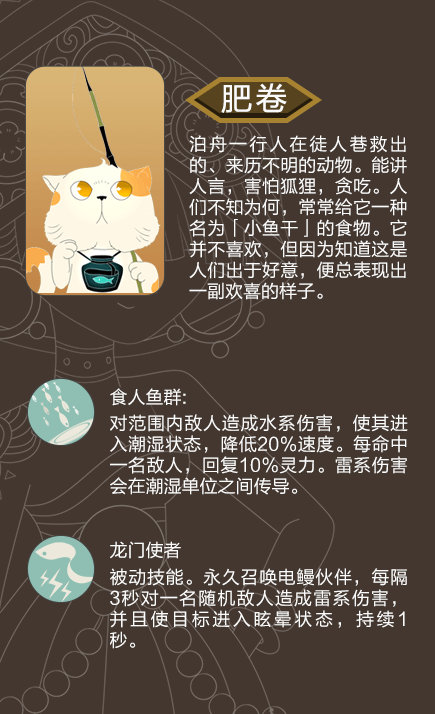 肥卷
泊舟一行人在徒人巷救出
的、来历不明的动物。能讲
人言，害怕狐狸，贪吃。人
们不知为何，常常给它一种
名为「小鱼干」的食物。它
并不喜欢，但因为知道这是
人们出于好意，便总表现出
一副欢喜的样子。
食人鱼群:
对范围内敌人造成水系伤害，使其进
入潮湿状态，降低20%速度。每命中
一名敌人，回复10%灵力。雷系伤害
会在潮湿单位之间传导。
龙门使者
被动技能。永久召唤电鳗伙伴，每隔
3秒对一名随机敌人造成雷系伤害，
并且使目标进入眩晕状态，持续1
秒。